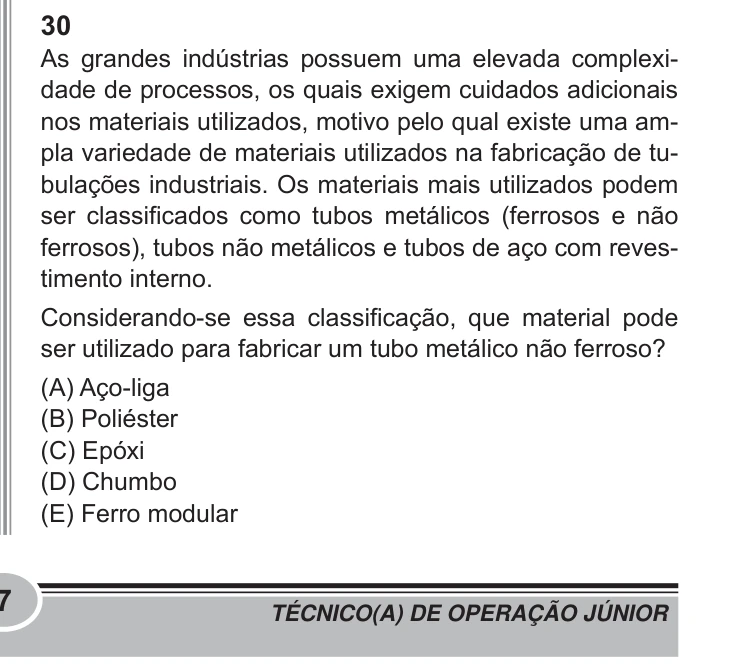 30
As grandes indústrias possuem uma elevada complexi-
dade de processos, os quais exigem cuidados adicionais
nos materiais utilizados, motivo pelo qual existe uma am-
pla variedade de materiais utilizados na fabricação de tu-
bulações industriais. Os materiais mais utilizados podem
ser classificados como tubos metálicos (ferrosos e não
ferrosos), tubos não metálicos e tubos de aço com reves-
timento interno.
Considerando-se essa classificação, que material pode
ser utilizado para fabricar um tubo metálico não ferroso?
(A) Aço-liga
(B) Poliéster
(C) Epóxi
(D) Chumbo
(E) Ferro modular
7
TÉCNICO(A) DE OPERAÇÃO JÚNIOR